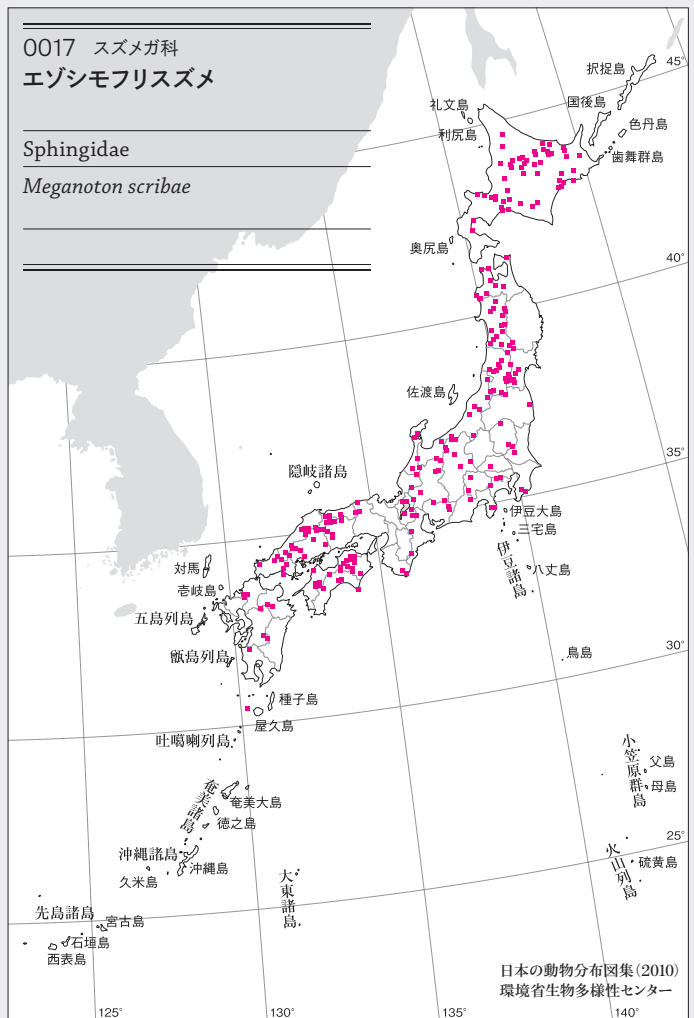 0017 スズメガ科
エゾシモフリスズメ
Sphingidae
Meganoton scribae
45°
択捉島
国後島
礼文島
色丹島
利尻島
歯舞群島
奥尻島
40°
佐渡島
35°
隠岐諸島
伊豆大島
三宅島
伊豆諸島
八丈島
対馬
壱岐島
五島列島
甑島列島
鳥島
30°
種子島
屋久島
吐噶喇列島
小笠原群島
父島
母島
奄美諸島
奄美大島
徳之島
25°
沖縄諸島
沖縄島
久米島
火山列島
硫黄島
大東諸島
先島諸島
宮古島
石垣島
西表島
日本の動物分布図集(2010)
環境省生物多様性センター
125°
130°
135°
140°